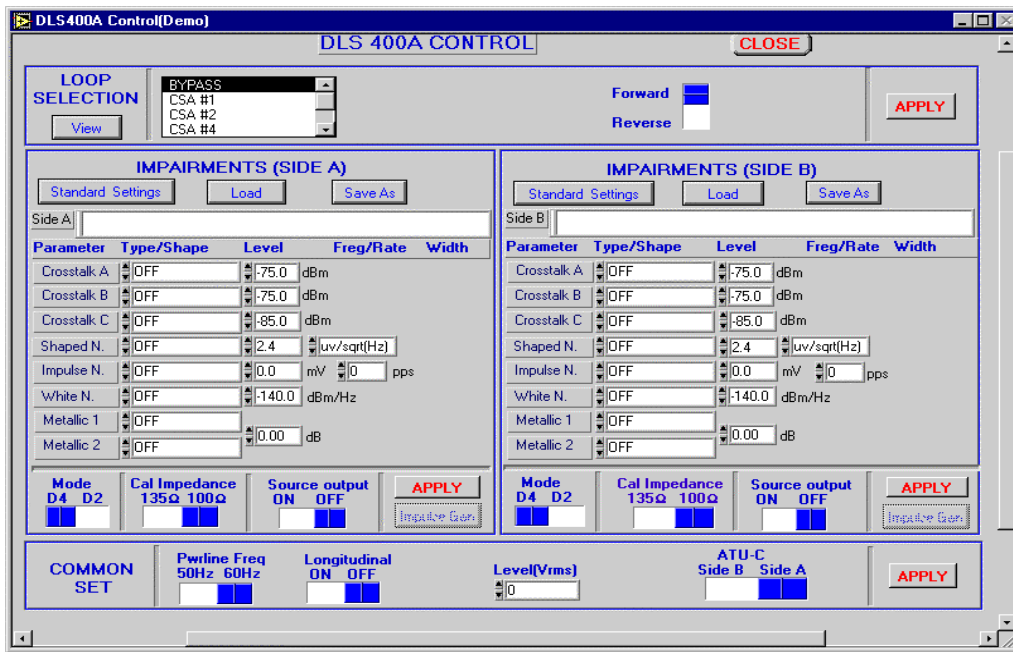 DLS400A Control(Demo)
DLS 400A CONTROL
CLOSE
LOOP
SELECTION
View
BYPASS
CSA #1
CSA #2
CSA #4
Forward
Reverse
APPLY
IMPAIRMENTS (SIDE A)
Standard Settings Load Save As
Side A
Parameter Type/Shape Level Freg/Rate Width
Crosstalk A OFF -75.0 dBm
Crosstalk B OFF -75.0 dBm
Crosstalk C OFF -85.0 dBm
Shaped N. OFF 2.4 uv/sqrt(Hz)
Impulse N. OFF 0.0 mV 0 pps
White N. OFF -140.0 dBm/Hz
Metallic 1 OFF
0.00 dB
Metallic 2 OFF
Mode
D4 D2
Cal Impedance
135Ω 100Ω
Source output
ON OFF
APPLY
Impulse Gen
IMPAIRMENTS (SIDE B)
Standard Settings Load Save As
Side B
Parameter Type/Shape Level Freg/Rate Width
Crosstalk A OFF -75.0 dBm
Crosstalk B OFF -75.0 dBm
Crosstalk C OFF -85.0 dBm
Shaped N. OFF 2.4 uv/sqrt(Hz)
Impulse N. OFF 0.0 mV 0 pps
White N. OFF -140.0 dBm/Hz
Metallic 1 OFF
0.00 dB
Metallic 2 OFF
Mode
D4 D2
Cal Impedance
135Ω 100Ω
Source output
ON OFF
APPLY
Impulse Gen
COMMON
SET
Pwrline Freq
50Hz 60Hz
Longitudinal
ON OFF
Level(Vrms)
0
ATU-C
Side B Side A
APPLY